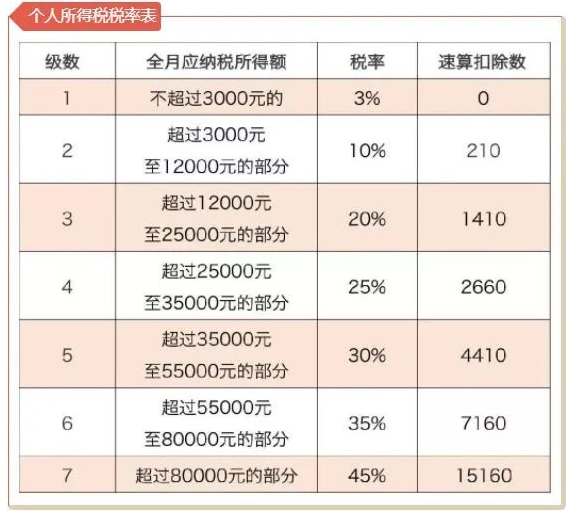 个人所得税税率表
级数 全月应纳税所得额 税率 速算扣除数
1 不超过3000元的 3% 0
超过3000元
2 10% 210
至12000元的部分
超过12000元
3 20% 1410
至25000元的部分
超过25000元
4 25% 2660
至35000元的部分
超过35000元
5 30% 4410
至55000元的部分
超过55000元
6 35% 7160
至80000元的部分
7 超过80000元的部分 45% 15160